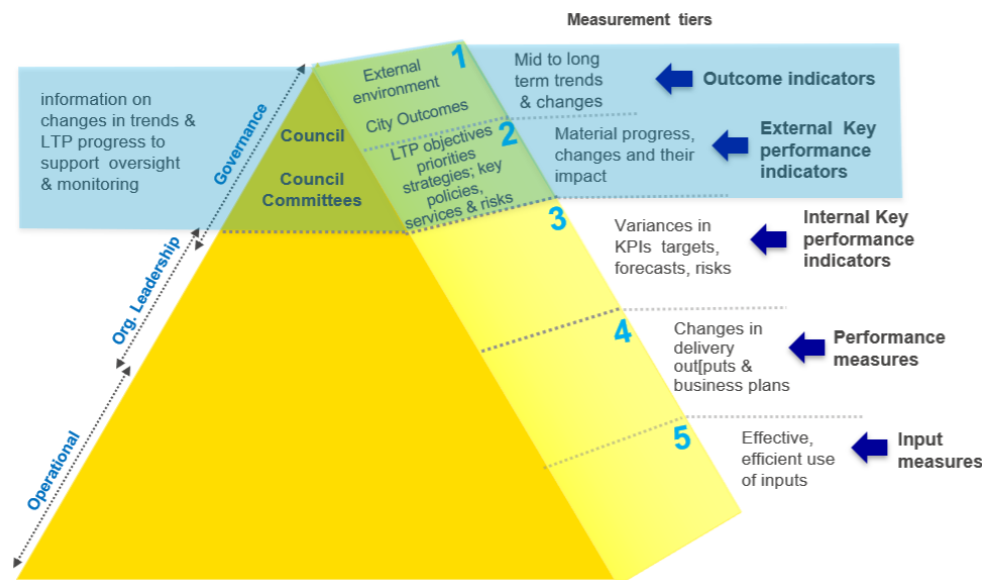 Measurement tiers
information on
changes in trends &
LTP progress to
support oversight
& monitoring
Governance
Org. Leadership
Operational
Council
Council
Committees
1
External
environment
City Outcomes
2
LTP objectives
priorities
strategies; key
policies,
services & risks
3
4
5
Mid to long
term trends
& changes
Outcome indicators
Material progress,
changes and their
impact
External Key
performance
indicators
Variances in
KPIs targets,
forecasts, risks
Internal Key
performance
indicators
Changes in
delivery
out[puts &
business plans
Performance
measures
Effective,
efficient use
of inputs
Input
measures